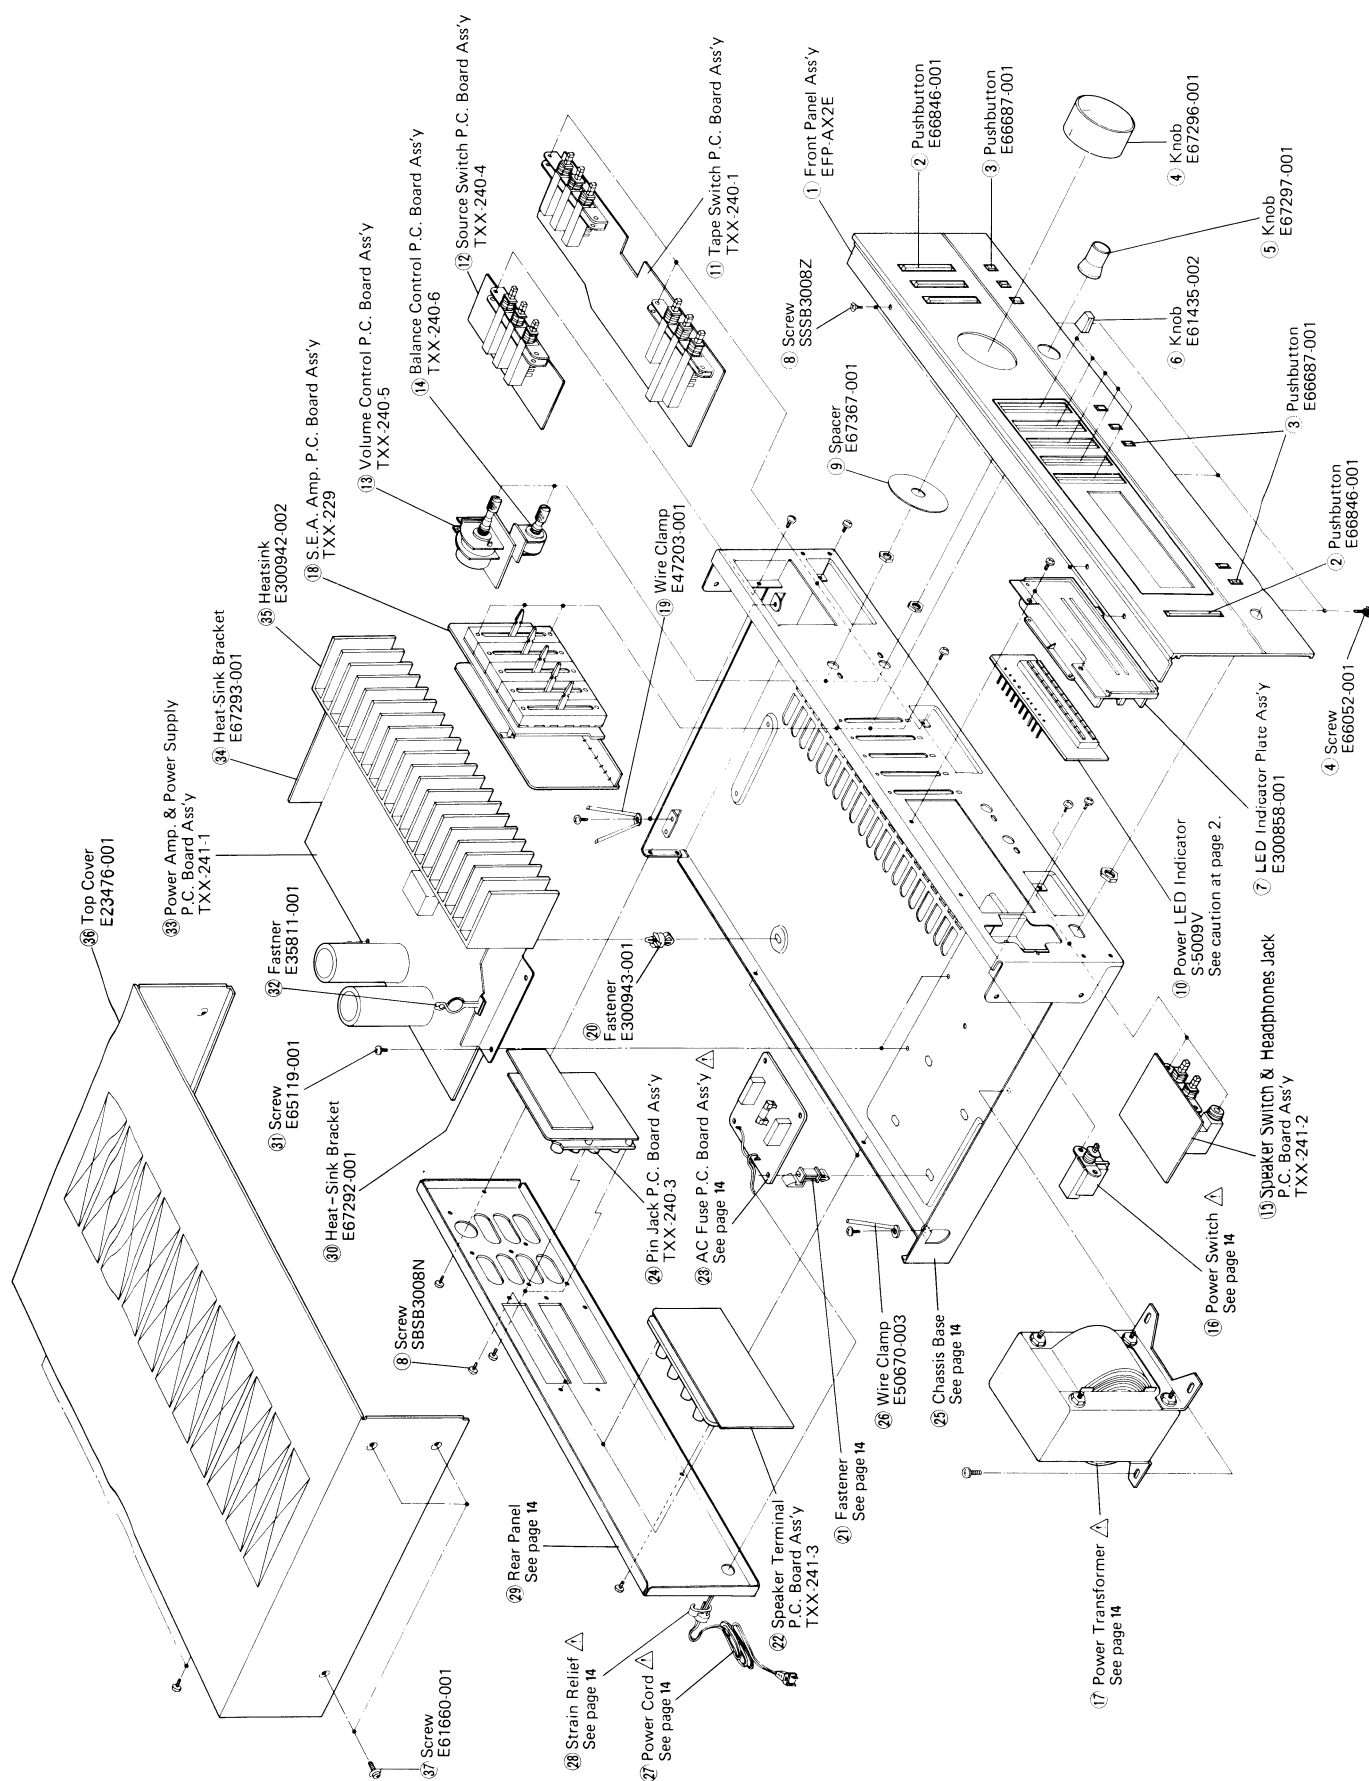 ① Front Panel Ass'y
EFP-AX2E
② Pushbutton
E66846-001
③ Pushbutton
E66687-001
④ Knob
E67296-001
⑤ Knob
E67297-001
⑥ Knob
E61435-002
③ Pushbutton
E66687-001
② Pushbutton
E66846-001
④ Screw
E66052-001
⑦ LED Indicator Plate Ass'y
E300858-001
⑩ Power LED Indicator
S-5009V
See caution at page 2.
⑧ Screw
SSSB3008Z
⑨ Spacer
E67367-001
⑪ Tape Switch P.C. Board Ass'y
TXX-240-1
⑫ Source Switch P.C. Board Ass'y
TXX-240-4
⑭ Balance Control P.C. Board Ass'y
TXX-240-6
⑬ Volume Control P.C. Board Ass'y
TXX-240-5
⑱ S.E.A. Amp. P.C. Board Ass'y
TXX-229
⑲ Wire Clamp
E47203-001
㉟ Heatsink
E300942-002
㉞ Heat-Sink Bracket
E67293-001
㉝ Power Amp. & Power Supply
P.C. Board Ass'y
TXX-241-1
㊱ Top Cover
E23476-001
㉜ Fastner
E35811-001
㉛ Screw
E65119-001
㉚ Heat-Sink Bracket
E67292-001
⑳
Fastener
E300943-001
⑧ Screw
SBSB3008N
㉔ Pin Jack P.C. Board Ass'y
TXX-240-3
㉓ AC Fuse P.C. Board Ass'y ⚠
See page 14
㉙ Rear Panel
See page 14
㉘ Strain Relief ⚠
See page 14
㉗ Power Cord ⚠
See page 14
㊲ Screw
E61660-001
㉒ Speaker Terminal
P.C. Board Ass'y
TXX-241-3
㉑ Fastener
See page 14
㉖ Wire Clamp
E50670-003
㉕ Chassis Base
See page 14
⑰ Power Transformer ⚠
See page 14
⑯ Power Switch ⚠
See page 14
⑮ Speaker Switch & Headphones Jack
P.C. Board Ass'y
TXX-241-2